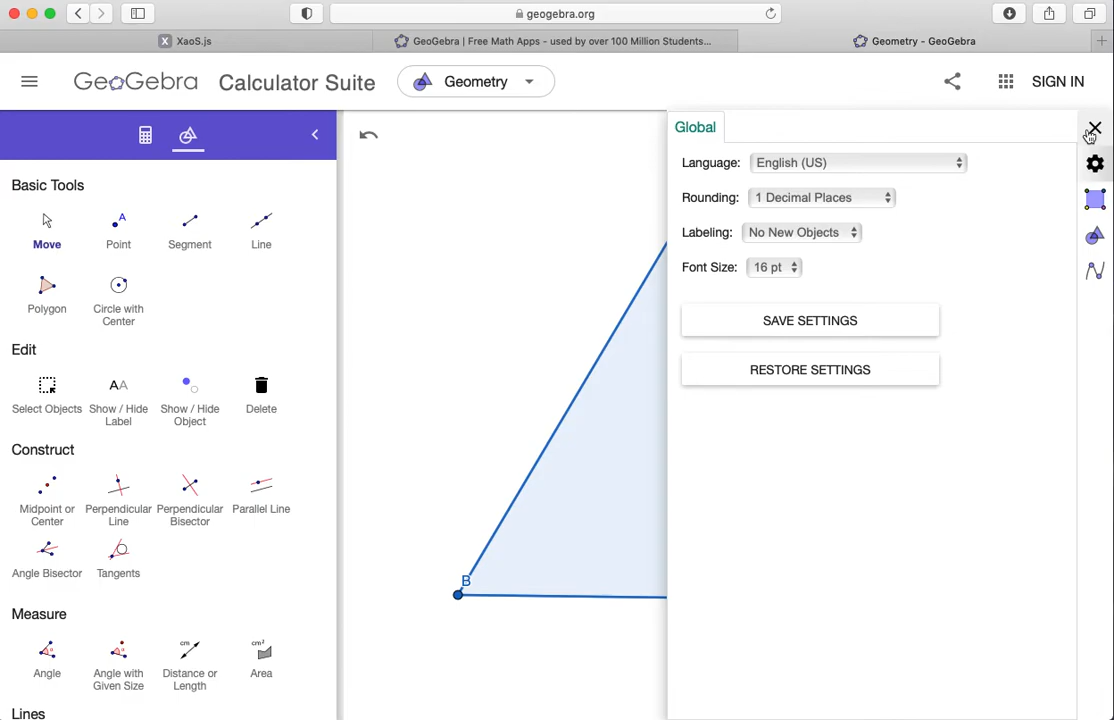 geogebra.org
XaoS.js
GeoGebra | Free Math Apps - used by over 100 Million Students...
Geometry - GeoGebra
GeoGebra
Calculator Suite
Geometry
SIGN IN
Global
Language: English (US)
Rounding: 1 Decimal Places
Labeling: No New Objects
Font Size: 16 pt
SAVE SETTINGS
RESTORE SETTINGS
Basic Tools
Move
Point
Segment
Line
Polygon
Circle with
Center
Edit
Select Objects
Show / Hide
Label
Show / Hide
Object
Delete
Construct
Midpoint or
Center
Perpendicular
Line
Perpendicular
Bisector
Parallel Line
Angle Bisector
Tangents
Measure
Angle
Angle with
Given Size
cm
Distance or
Length
cm²
Area
Lines
A
AA
α
α
B
X